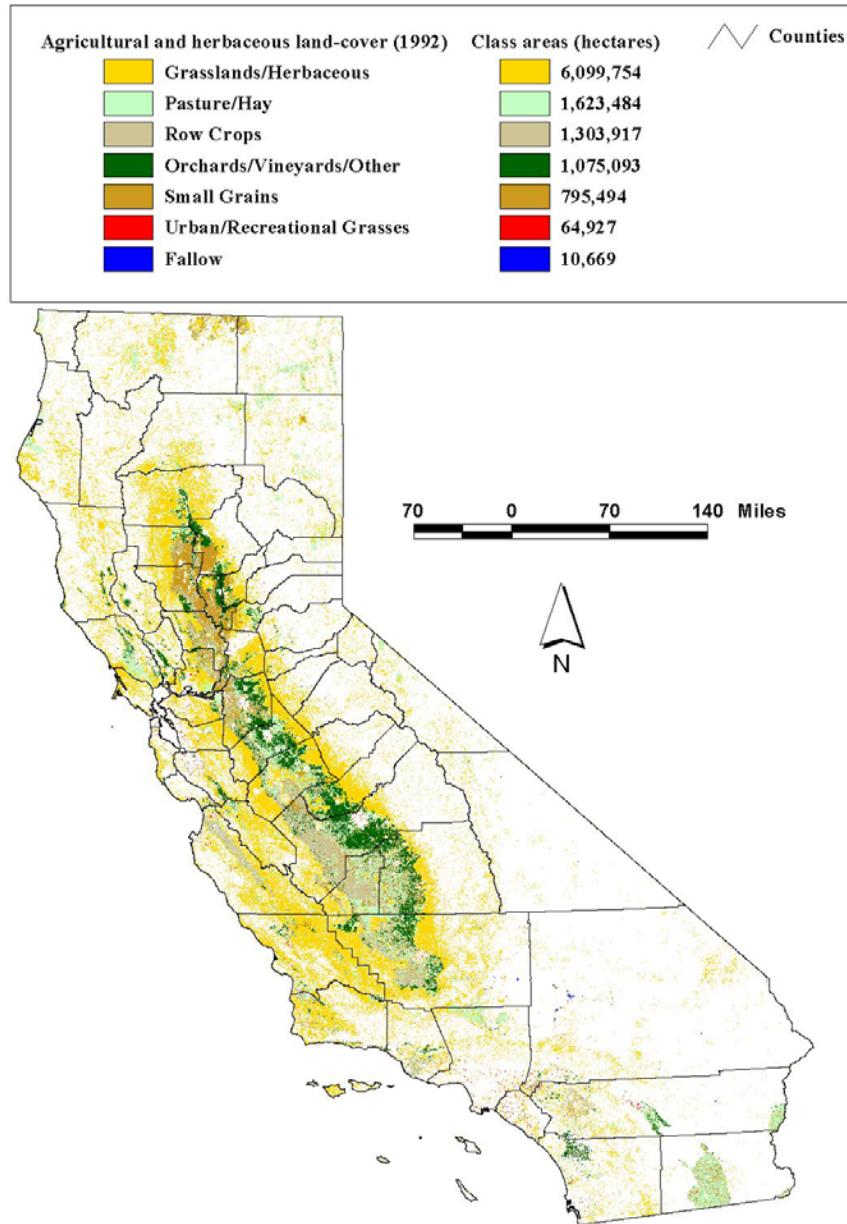 Agricultural and herbaceous land-cover (1992) Class areas (hectares) Counties
Grasslands/Herbaceous 6,099,754
Pasture/Hay 1,623,484
Row Crops 1,303,917
Orchards/Vineyards/Other 1,075,093
Small Grains 795,494
Urban/Recreational Grasses 64,927
Fallow 10,669
70 0 70 140 Miles
N